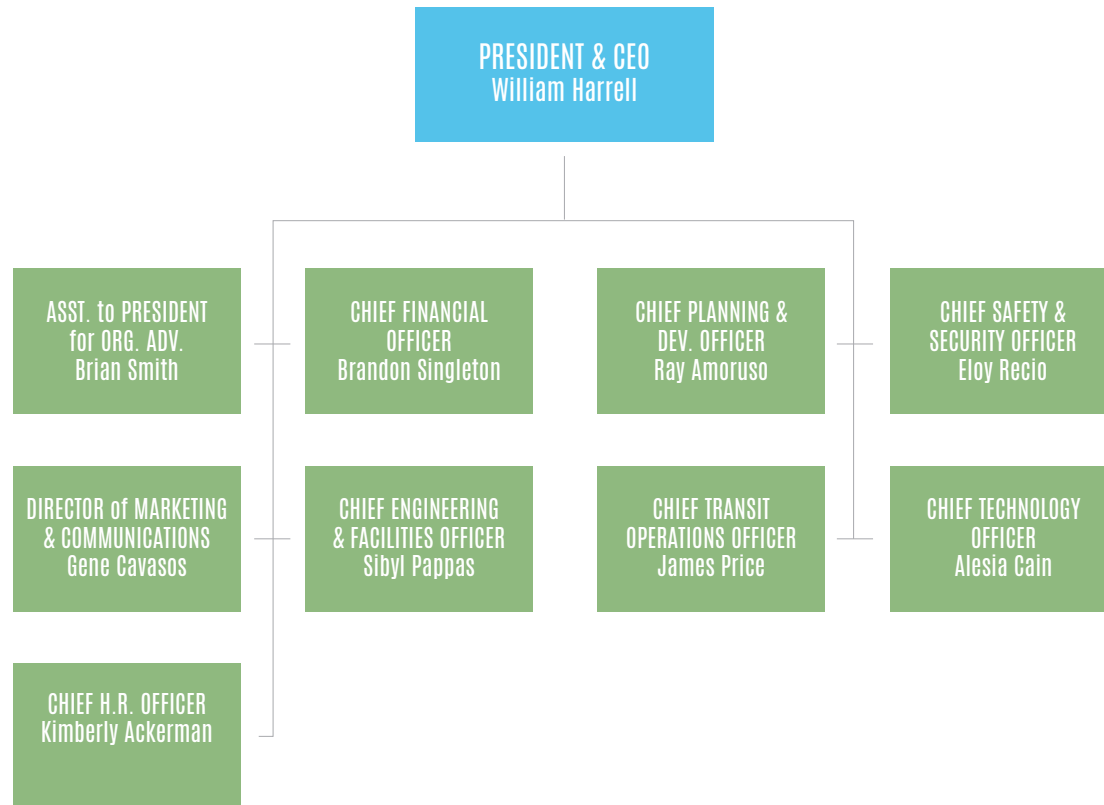 PRESIDENT & CEO
William Harrell
ASST. to PRESIDENT
for ORG. ADV.
Brian Smith
CHIEF FINANCIAL
OFFICER
Brandon Singleton
CHIEF PLANNING &
DEV. OFFICER
Ray Amoruso
CHIEF SAFETY &
SECURITY OFFICER
Eloy Recio
DIRECTOR of MARKETING
& COMMUNICATIONS
Gene Cavasos
CHIEF ENGINEERING
& FACILITIES OFFICER
Sibyl Pappas
CHIEF TRANSIT
OPERATIONS OFFICER
James Price
CHIEF TECHNOLOGY
OFFICER
Alesia Cain
CHIEF H.R. OFFICER
Kimberly Ackerman